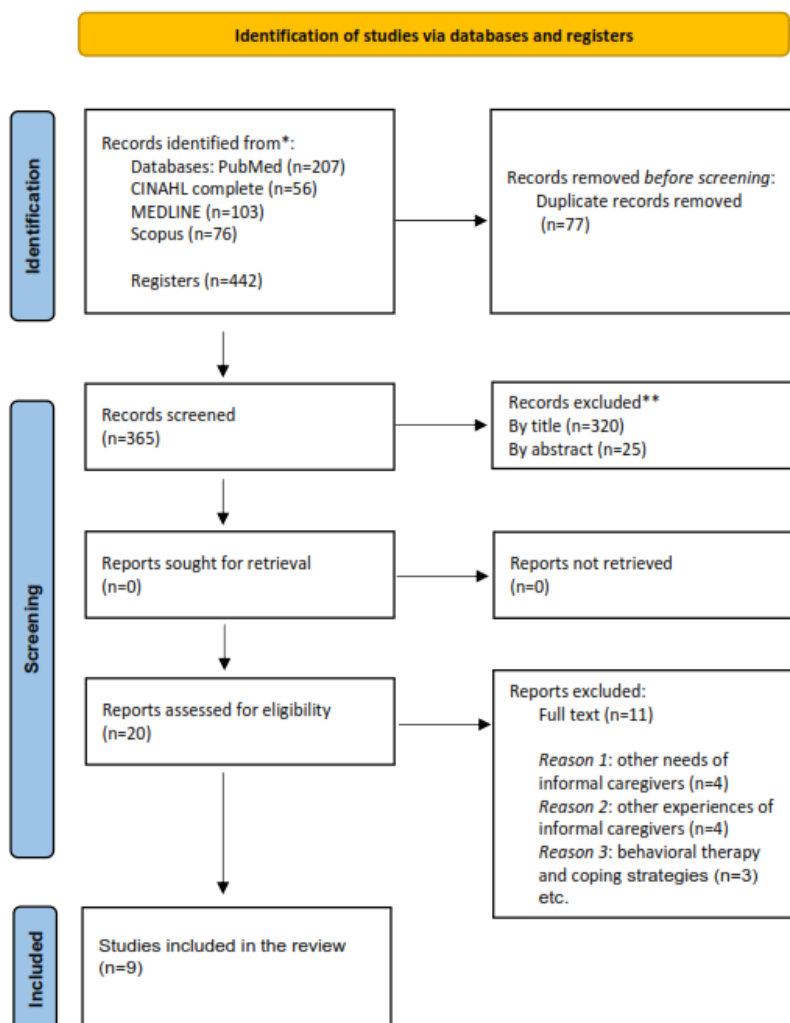 Identification of studies via databases and registers
Identification
Records identified from*:
Databases: PubMed (n=207)
CINAHL complete (n=56)
MEDLINE (n=103)
Scopus (n=76)
Registers (n=442)
Records removed before screening:
Duplicate records removed
(n=77)
Screening
Records screened
(n=365)
Records excluded**
By title (n=320)
By abstract (n=25)
Reports sought for retrieval
(n=0)
Reports not retrieved
(n=0)
Reports assessed for eligibility
(n=20)
Reports excluded:
Full text (n=11)
Reason 1: other needs of
informal caregivers (n=4)
Reason 2: other experiences of
informal caregivers (n=4)
Reason 3: behavioral therapy
and coping strategies (n=3)
etc.
Included
Studies included in the review
(n=9)